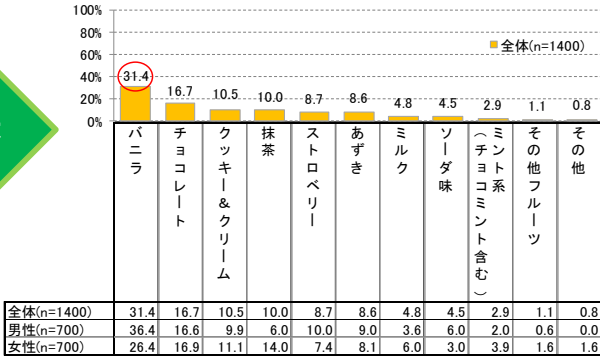 100%
80%
60%
40%
20%
0%
全体(n=1400)
31.4
16.7
10.5
10.0
8.7
8.6
4.8
4.5
2.9
1.1
0.8
バニラ
チョコレート
クッキー&クリーム
抹茶
ストロベリー
あずき
ミルク
ソーダ味
ミント系
(チョコミント含む)
その他フルーツ
その他
全体(n=1400) 31.4 16.7 10.5 10.0 8.7 8.6 4.8 4.5 2.9 1.1 0.8
男性(n=700) 36.4 16.6 9.9 6.0 10.0 9.0 3.6 6.0 2.0 0.6 0.0
女性(n=700) 26.4 16.9 11.1 14.0 7.4 8.1 6.0 3.0 3.9 1.6 1.6